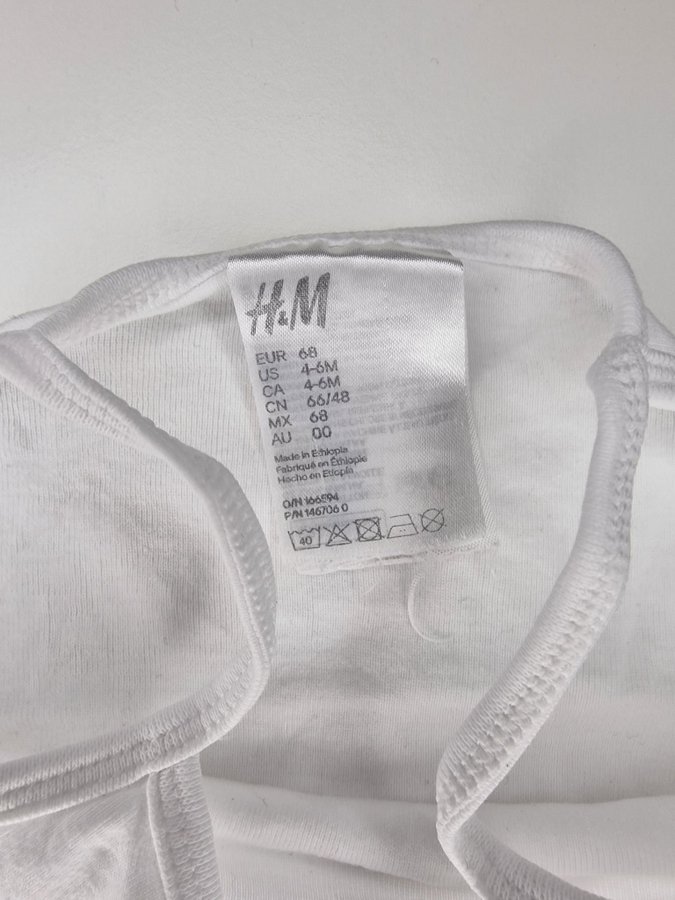 H&M
EUR 68
US 4-6M
CA 4-6M
CN 66/48
MX 68
AU 00
Made in Ethiopia
Fabriqué en Éthiopie
Hecho en Etiopía
O/N 166594
P/N 146706 0
40